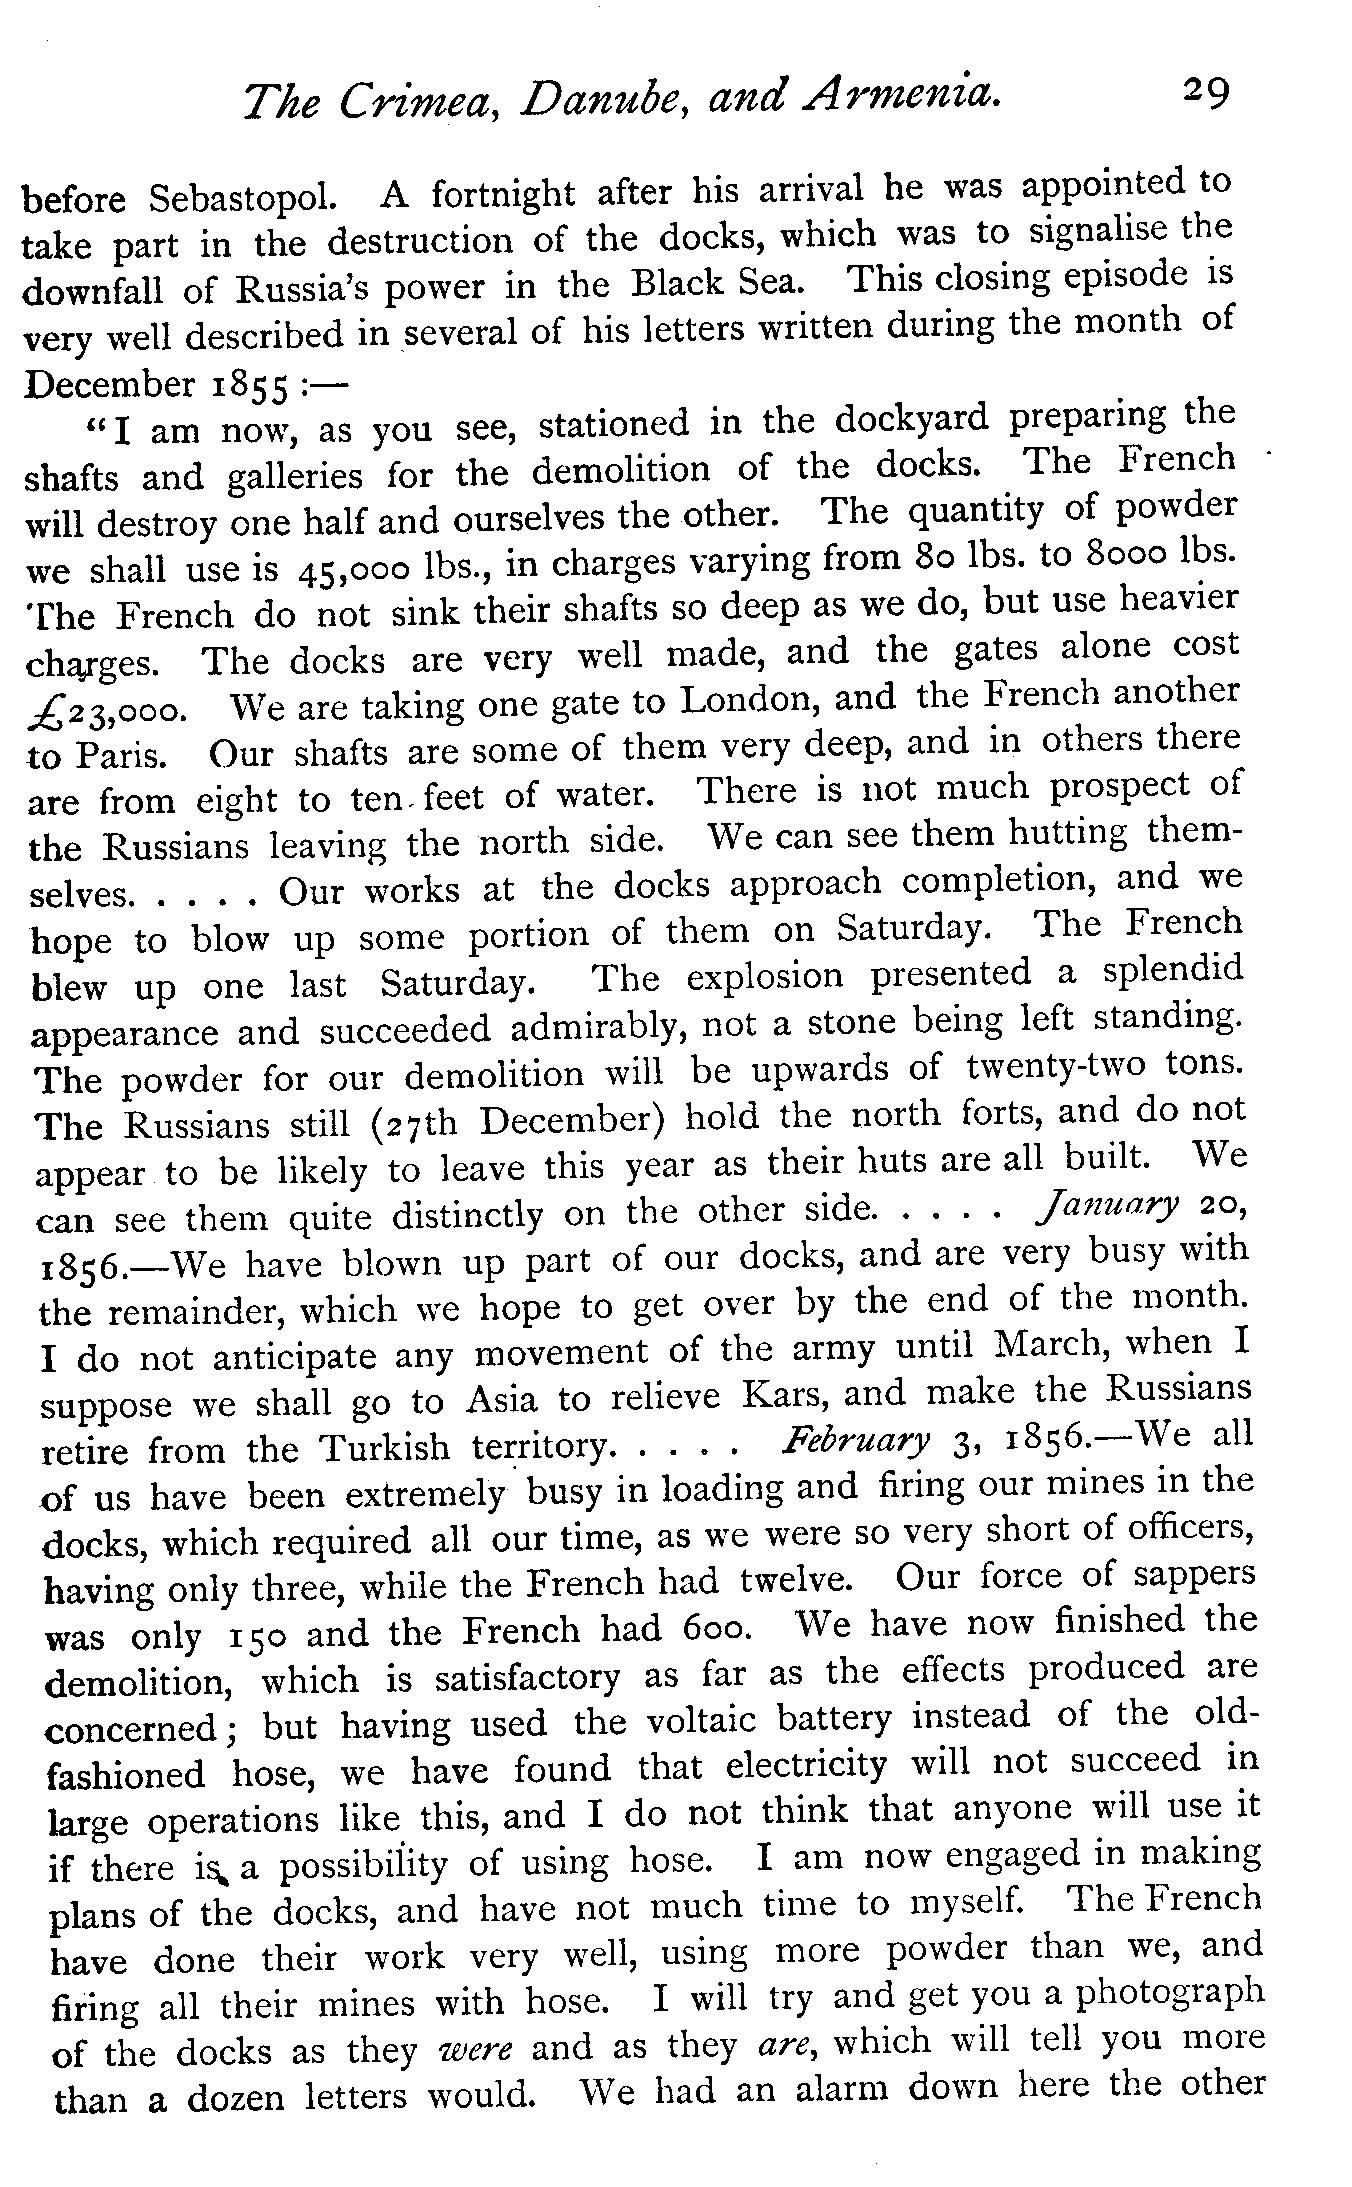 The Crimea, Danube, and Armenia. 29
before Sebastopol. A fortnight after his arrival he was appointed to
take part in the destruction of the docks, which was to signalise the
downfall of Russia's power in the Black Sea. This closing episode is
very well described in several of his letters written during the month of
December 1855 :—
"I am now, as you see, stationed in the dockyard preparing the
shafts and galleries for the demolition of the docks. The French
will destroy one half and ourselves the other. The quantity of powder
we shall use is 45,000 lbs., in charges varying from 80 lbs. to 8000 lbs.
The French do not sink their shafts so deep as we do, but use heavier
charges. The docks are very well made, and the gates alone cost
£23,000. We are taking one gate to London, and the French another
to Paris. Our shafts are some of them very deep, and in others there
are from eight to ten feet of water. There is not much prospect of
the Russians leaving the north side. We can see them hutting them-
selves. . . . . Our works at the docks approach completion, and we
hope to blow up some portion of them on Saturday. The French
blew up one last Saturday. The explosion presented a splendid
appearance and succeeded admirably, not a stone being left standing.
The powder for our demolition will be upwards of twenty-two tons.
The Russians still (27th December) hold the north forts, and do not
appear to be likely to leave this year as their huts are all built. We
can see them quite distinctly on the other side. . . . . January 20,
1856.—We have blown up part of our docks, and are very busy with
the remainder, which we hope to get over by the end of the month.
I do not anticipate any movement of the army until March, when I
suppose we shall go to Asia to relieve Kars, and make the Russians
retire from the Turkish territory. . . . . February 3, 1856.—We all
of us have been extremely busy in loading and firing our mines in the
docks, which required all our time, as we were so very short of officers,
having only three, while the French had twelve. Our force of sappers
was only 150 and the French had 600. We have now finished the
demolition, which is satisfactory as far as the effects produced are
concerned; but having used the voltaic battery instead of the old-
fashioned hose, we have found that electricity will not succeed in
large operations like this, and I do not think that anyone will use it
if there is a possibility of using hose. I am now engaged in making
plans of the docks, and have not much time to myself. The French
have done their work very well, using more powder than we, and
firing all their mines with hose. I will try and get you a photograph
of the docks as they were and as they are, which will tell you more
than a dozen letters would. We had an alarm down here the other